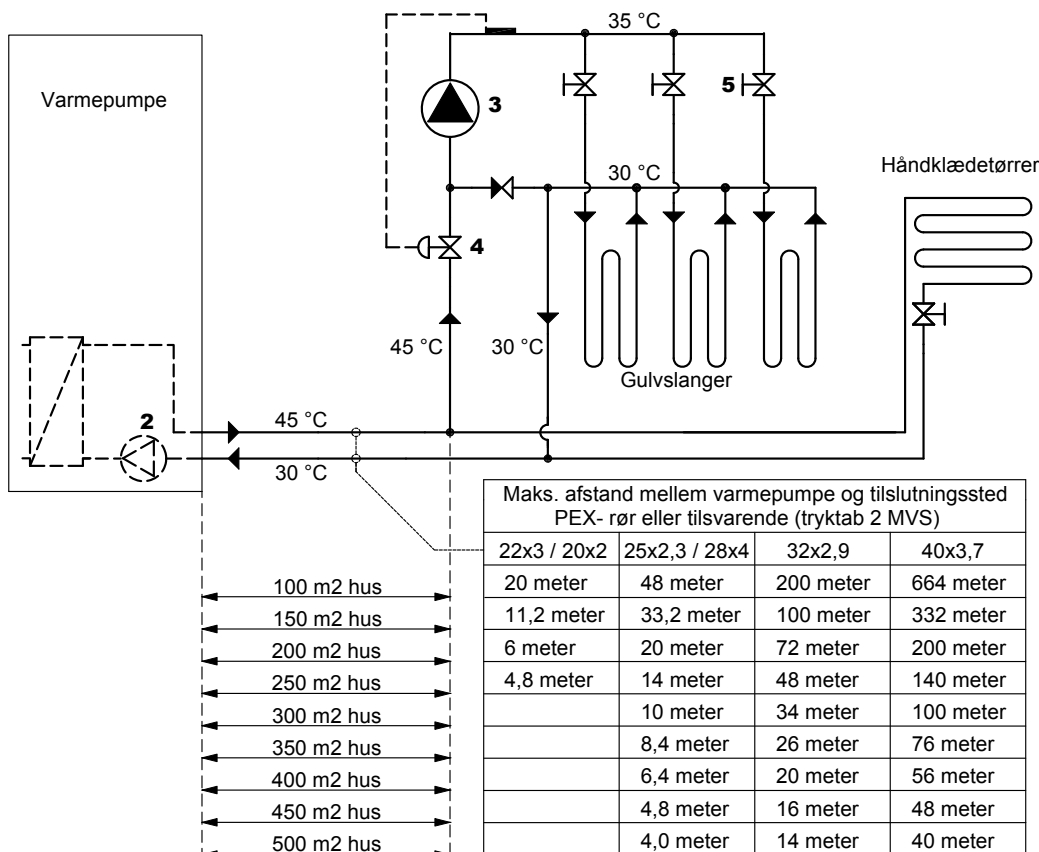 35 °C
Varmepumpe
3
5
Håndklædetørrer
30 °C
4
45 °C
30 °C
Gulvslanger
2
45 °C
30 °C
Maks. afstand mellem varmepumpe og tilslutningssted
PEX- rør eller tilsvarende (tryktab 2 MVS)
22x3 / 20x2 25x2,3 / 28x4 32x2,9 40x3,7
100 m2 hus 20 meter 48 meter 200 meter 664 meter
150 m2 hus 11,2 meter 33,2 meter 100 meter 332 meter
200 m2 hus 6 meter 20 meter 72 meter 200 meter
250 m2 hus 4,8 meter 14 meter 48 meter 140 meter
300 m2 hus 10 meter 34 meter 100 meter
350 m2 hus 8,4 meter 26 meter 76 meter
400 m2 hus 6,4 meter 20 meter 56 meter
450 m2 hus 4,8 meter 16 meter 48 meter
500 m2 hus 4,0 meter 14 meter 40 meter